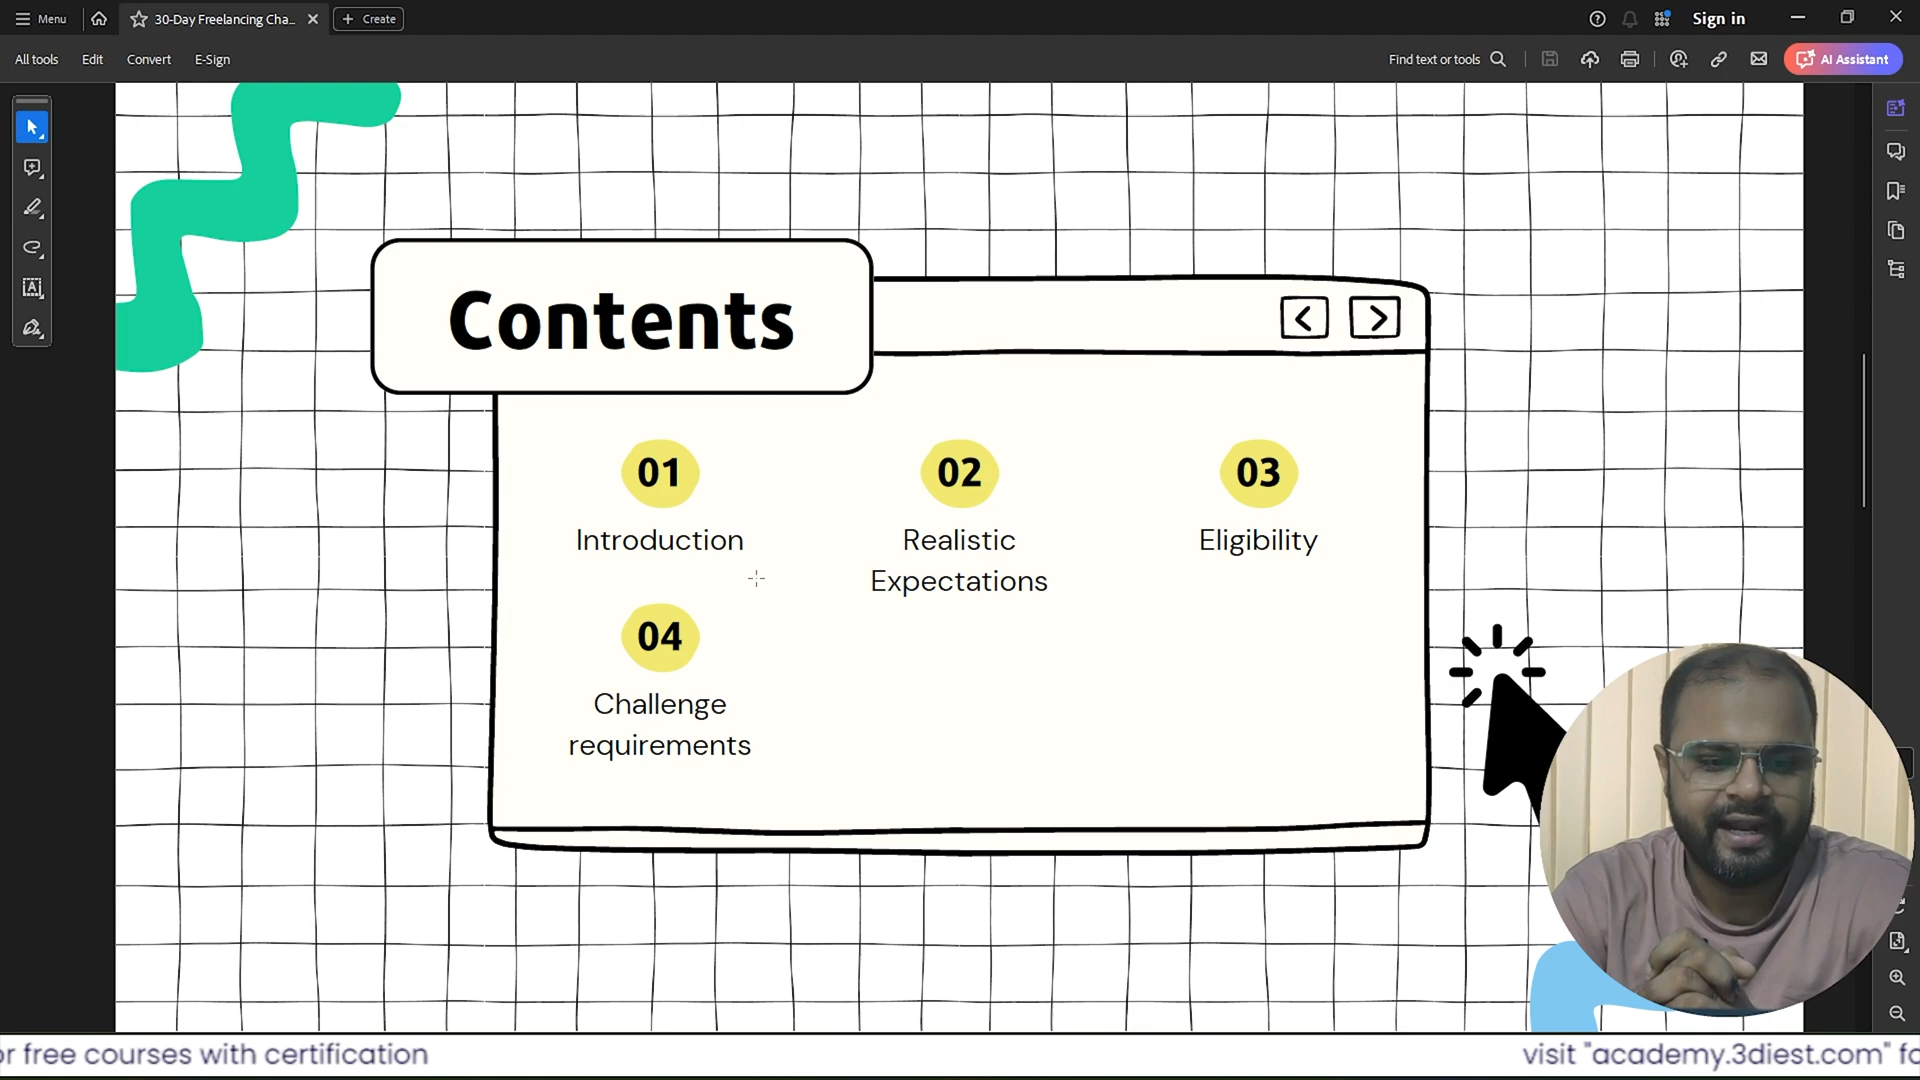 Menu
30-Day Freelancing Cha...
Create
Sign in
All tools
Edit
Convert
E-Sign
Find text or tools
AI Assistant
Contents
01
02
03
Introduction
Realistic
Expectations
Eligibility
04
Challenge
requirements
or free courses with certification
visit "academy.3diest.com" fo